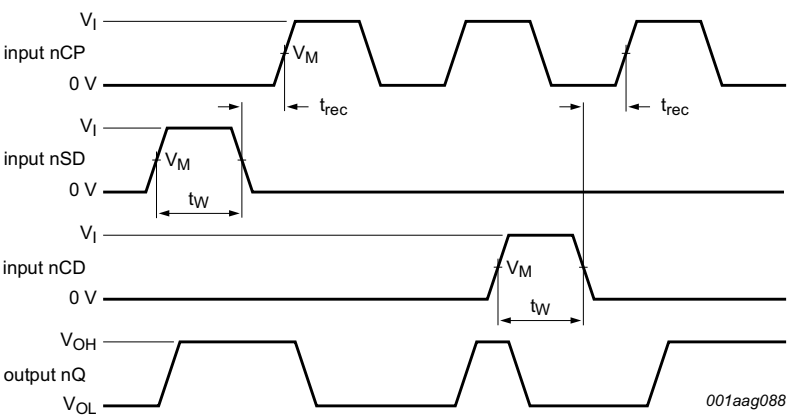 V_I
input nCP
V_M
0 V
t_rec
t_rec
V_I
input nSD
V_M
0 V
t_W
V_I
input nCD
V_M
0 V
t_W
V_OH
output nQ
V_OL
001aag088